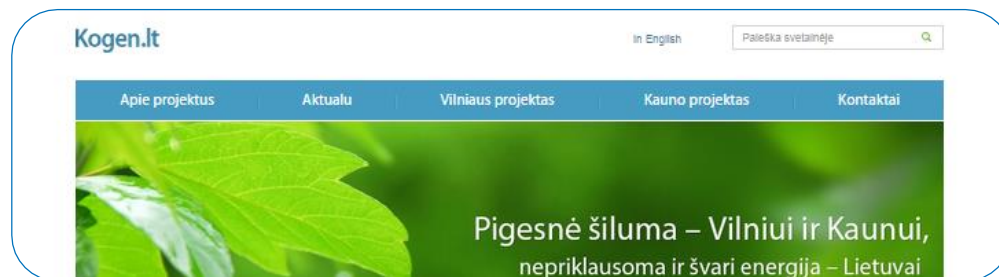 Kogen.lt
In English
Paieška svetainėje
Apie projektus
Aktualu
Vilniaus projektas
Kauno projektas
Kontaktai
Pigesnė šiluma – Vilniui ir Kaunui,
nepriklausoma ir švari energija – Lietuvai